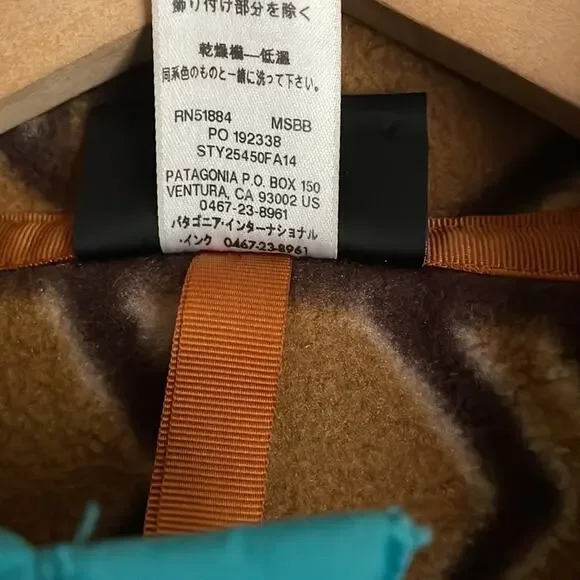 飾り付け部分を除く
乾燥機—低温
同系色のものと一緒に洗って下さい。
RN51884 MSBB
PO 192338
STY25450FA14
PATAGONIA P.O. BOX 150
VENTURA, CA 93002 US
0467-23-8961
パタゴニア・インターナショナル
・インク 0467-23-8961